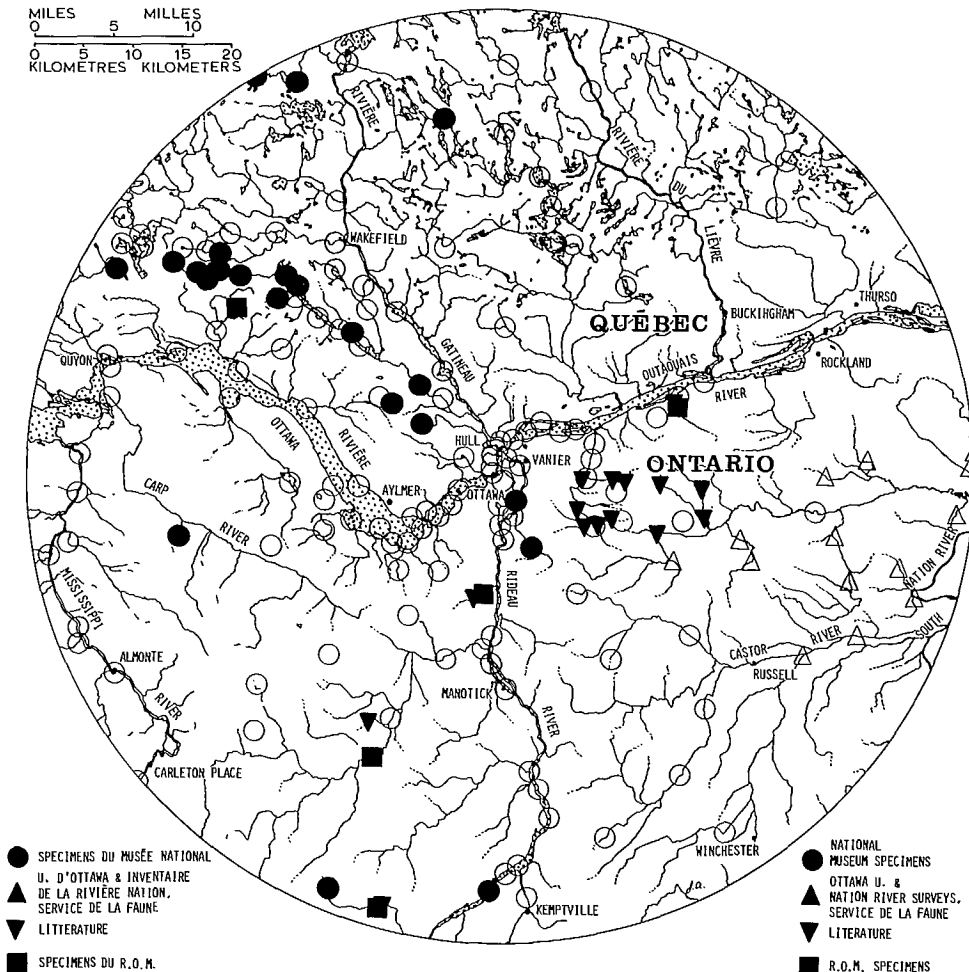 MILES MILLES
0 5 10
0 5 10 15 20
KILOMÈTRES KILOMETERS
RIVIÈRE
RIVIÈRE
DU
LIÈVRE
WAKEFIELD
THURSO
BUCKINGHAM
QUÉBEC
ROCKLAND
QUYON
GATINEAU
OUTAOUAIS
RIVER
OTTAWA
RIVIÈRE
HULL
VANIER
ONTARIO
AYLMER
OTTAWA
CARP
RIVER
NATION RIVER
MISSISSIPPI
RIDEAU
SOUTH
RIVER
CASTOR
RUSSELL
ALMONTE
RIVER
MANOTICK
RIVER
CARLETON PLACE
WINCHESTER
J.a.
KEMPTVILLE
SPECIMENS DU MUSÉE NATIONAL
U. D'OTTAWA & INVENTAIRE
DE LA RIVIÈRE NATION,
SERVICE DE LA FAUNE
LITTERATURE
SPECIMENS DU R.O.M.
NATIONAL
MUSEUM SPECIMENS
OTTAWA U. &
NATION RIVER SURVEYS,
SERVICE DE LA FAUNE
LITERATURE
R.O.M. SPECIMENS